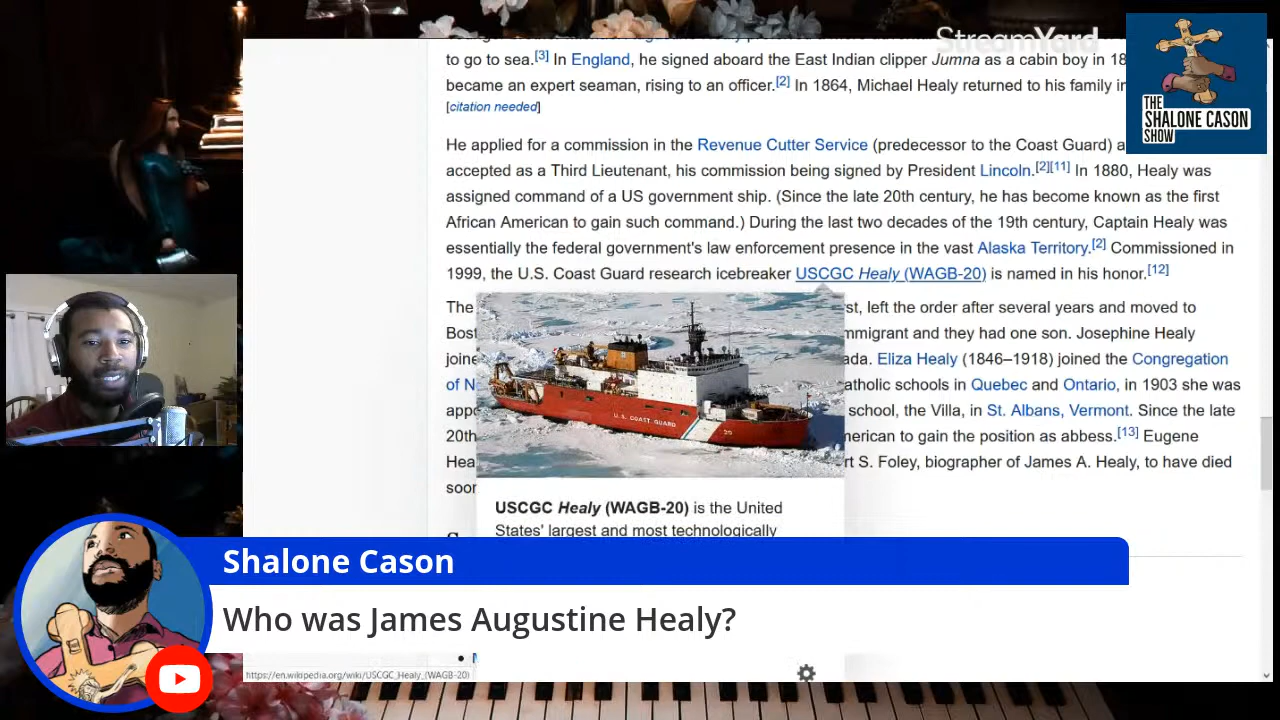 StreamYard
THE
SHALONE CASON
SHOW
to go to sea.[3] In England, he signed aboard the East Indian clipper Jumna as a cabin boy in 18
became an expert seaman, rising to an officer.[2] In 1864, Michael Healy returned to his family in
[citation needed]
He applied for a commission in the Revenue Cutter Service (predecessor to the Coast Guard) a
accepted as a Third Lieutenant, his commission being signed by President Lincoln.[2][11] In 1880, Healy was
assigned command of a US government ship. (Since the late 20th century, he has become known as the first
African American to gain such command.) During the last two decades of the 19th century, Captain Healy was
essentially the federal government's law enforcement presence in the vast Alaska Territory.[2] Commissioned in
1999, the U.S. Coast Guard research icebreaker USCGC Healy (WAGB-20) is named in his honor.[12]
The rst, left the order after several years and moved to
Bost mmigrant and they had one son. Josephine Healy
joine ada. Eliza Healy (1846–1918) joined the Congregation
of N atholic schools in Quebec and Ontario, in 1903 she was
appo school, the Villa, in St. Albans, Vermont. Since the late
20th merican to gain the position as abbess.[13] Eugene
Hea rt S. Foley, biographer of James A. Healy, to have died
soon
U.S. COAST GUARD
20
USCGC Healy (WAGB-20) is the United
States' largest and most technologically
Shalone Cason
Who was James Augustine Healy?
https://en.wikipedia.org/wiki/USCGC_Healy_(WAGB-20)